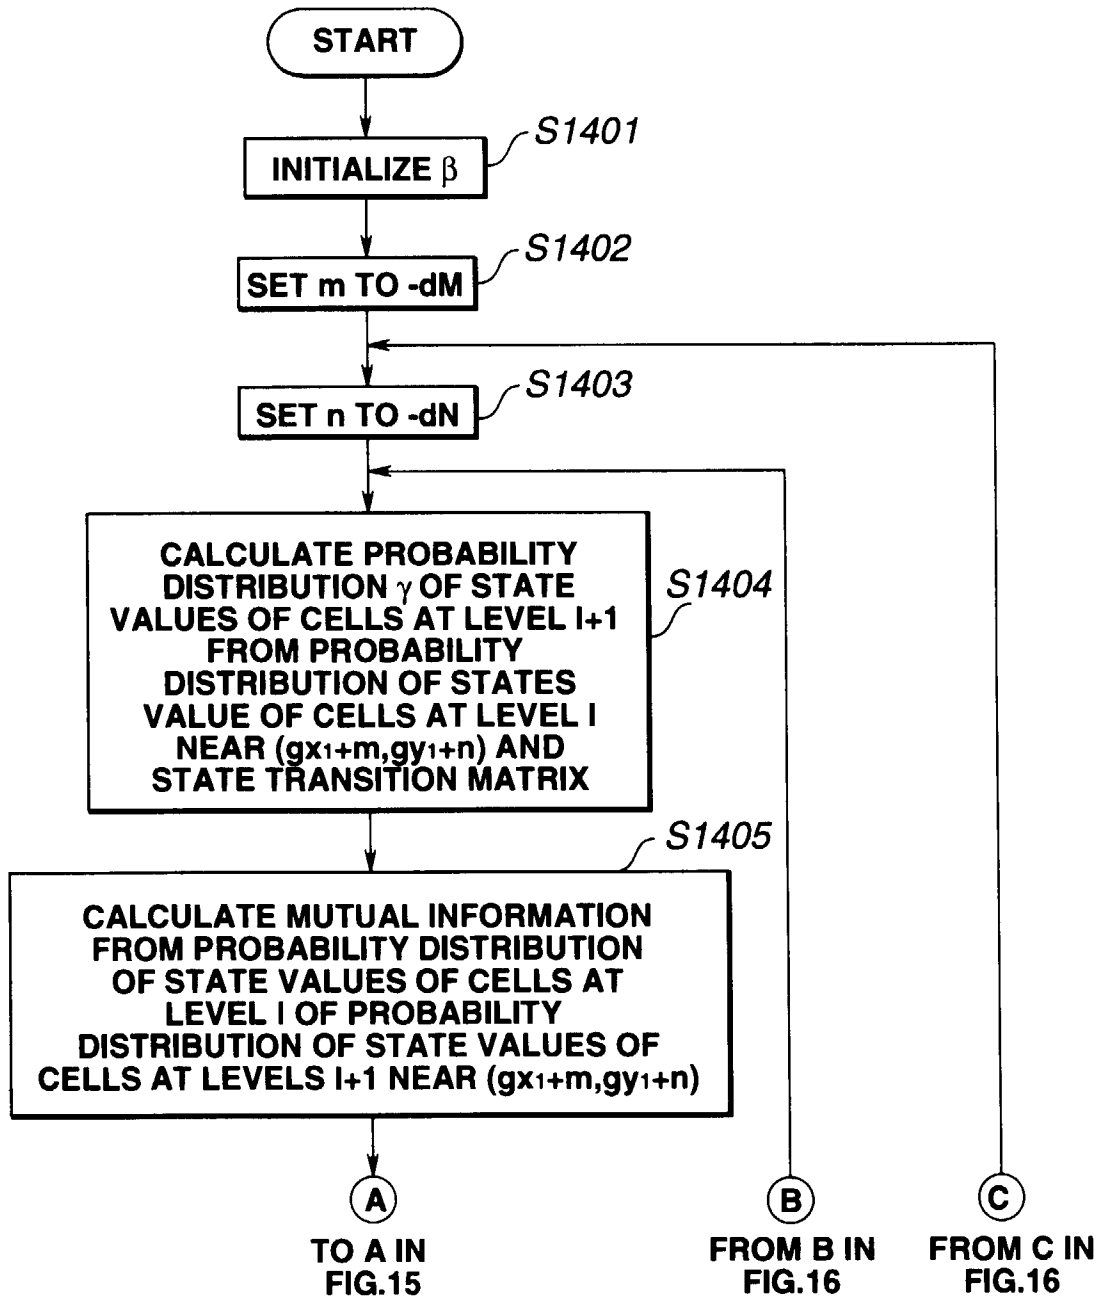 START
S1401
INITIALIZE β
S1402
SET m TO -dM
S1403
SET n TO -dN
S1404
CALCULATE PROBABILITY
DISTRIBUTION γ OF STATE
VALUES OF CELLS AT LEVEL I+1
FROM PROBABILITY
DISTRIBUTION OF STATES
VALUE OF CELLS AT LEVEL I
NEAR (gx₁+m,gy₁+n) AND
STATE TRANSITION MATRIX
S1405
CALCULATE MUTUAL INFORMATION
FROM PROBABILITY DISTRIBUTION
OF STATE VALUES OF CELLS AT
LEVEL I OF PROBABILITY
DISTRIBUTION OF STATE VALUES OF
CELLS AT LEVELS I+1 NEAR (gx₁+m,gy₁+n)
A
TO A IN
FIG.15
B
FROM B IN
FIG.16
C
FROM C IN
FIG.16